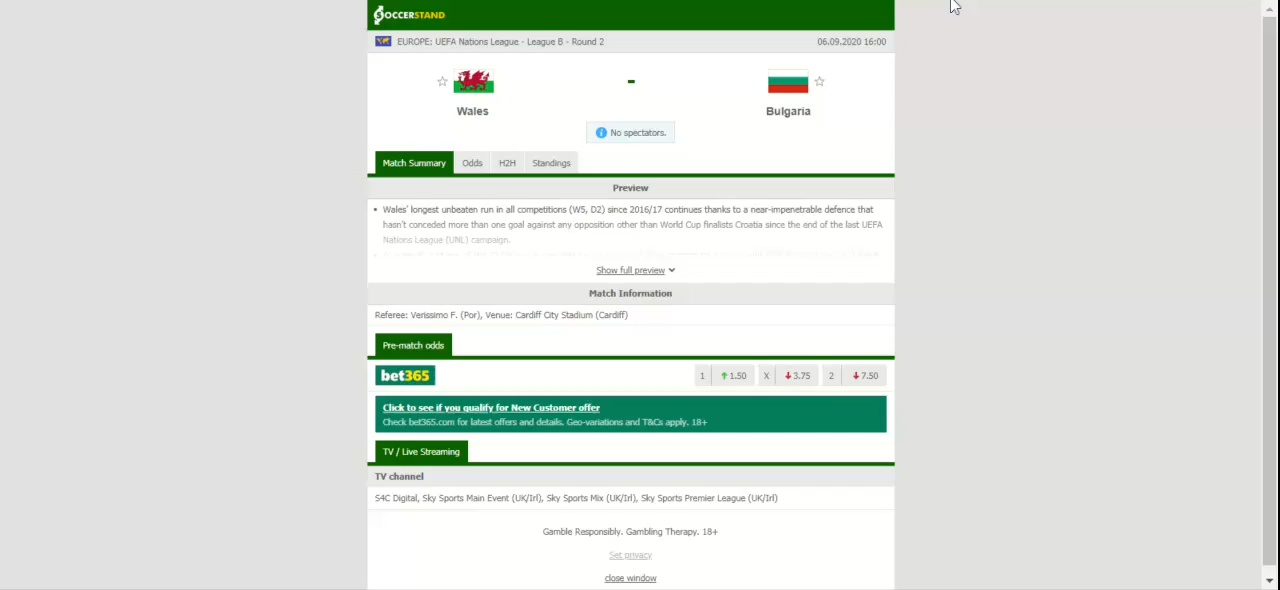 SOCCERSTAND
EUROPE: UEFA Nations League - League B - Round 2 06.09.2020 16:00
-
Wales Bulgaria
No spectators.
Match Summary Odds H2H Standings
Preview
• Wales' longest unbeaten run in all competitions (W5, D2) since 2016/17 continues thanks to a near-impenetrable defence that
hasn't conceded more than one goal against any opposition other than World Cup finalists Croatia since the end of the last UEFA
Nations League (UNL) campaign.
Show full preview
Match Information
Referee: Verissimo F. (Por), Venue: Cardiff City Stadium (Cardiff)
Pre-match odds
bet365 1 1.50 X 3.75 2 7.50
Click to see if you qualify for New Customer offer
Check bet365.com for latest offers and details. Geo-variations and T&Cs apply. 18+
TV / Live Streaming
TV channel
S4C Digital, Sky Sports Main Event (UK/Irl), Sky Sports Mix (UK/Irl), Sky Sports Premier League (UK/Irl)
Gamble Responsibly. Gambling Therapy. 18+
Set privacy
close window